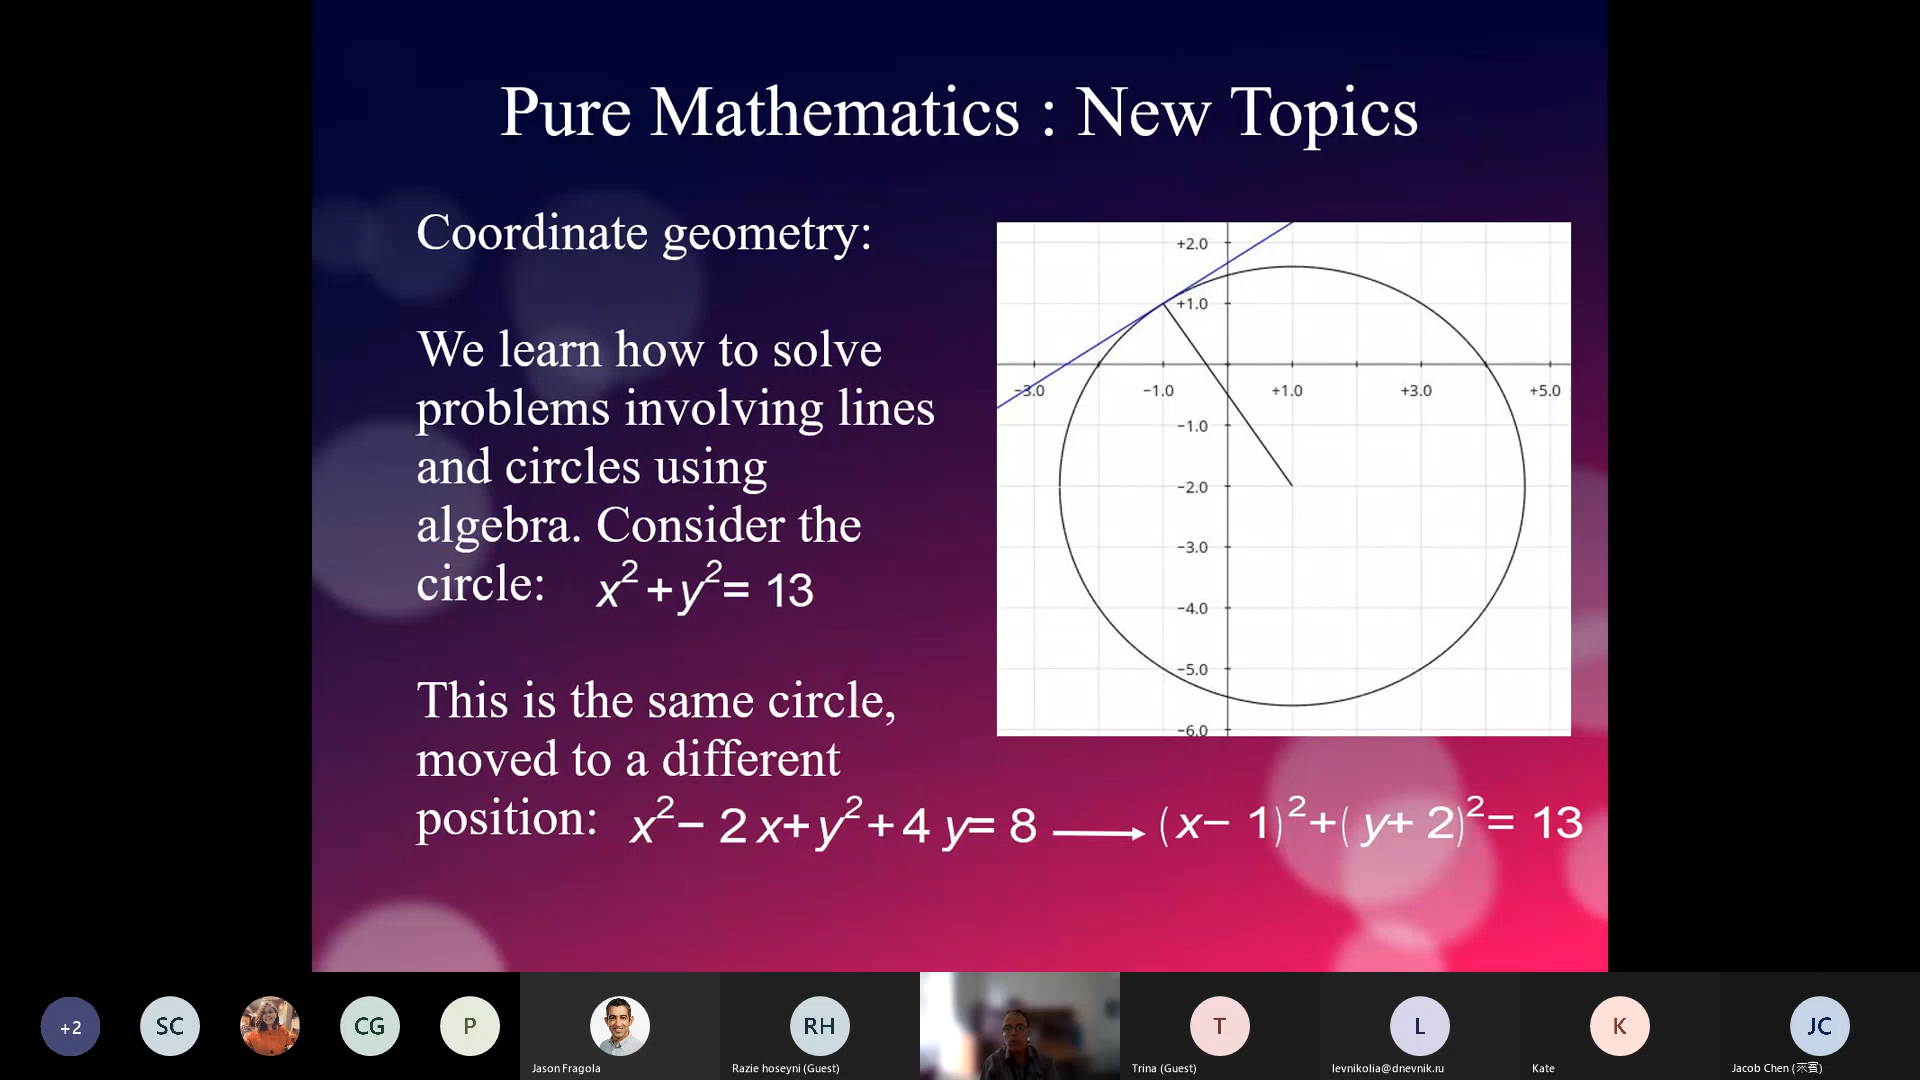 Pure Mathematics : New Topics
Coordinate geometry:
We learn how to solve
problems involving lines
and circles using
algebra. Consider the
circle: x²+y²= 13
This is the same circle,
moved to a different
position: x²− 2x+y²+4y= 8 → (x− 1)²+(y+ 2)²= 13
+2.0
+1.0
−3.0 −1.0 +1.0 +3.0 +5.0
−1.0
−2.0
−3.0
−4.0
−5.0
−6.0
+2 SC CG P RH T L K JC
Jason Fragola Razie hoseyni (Guest) Trina (Guest) levnikolia@dnevnik.ru Kate Jacob Chen (